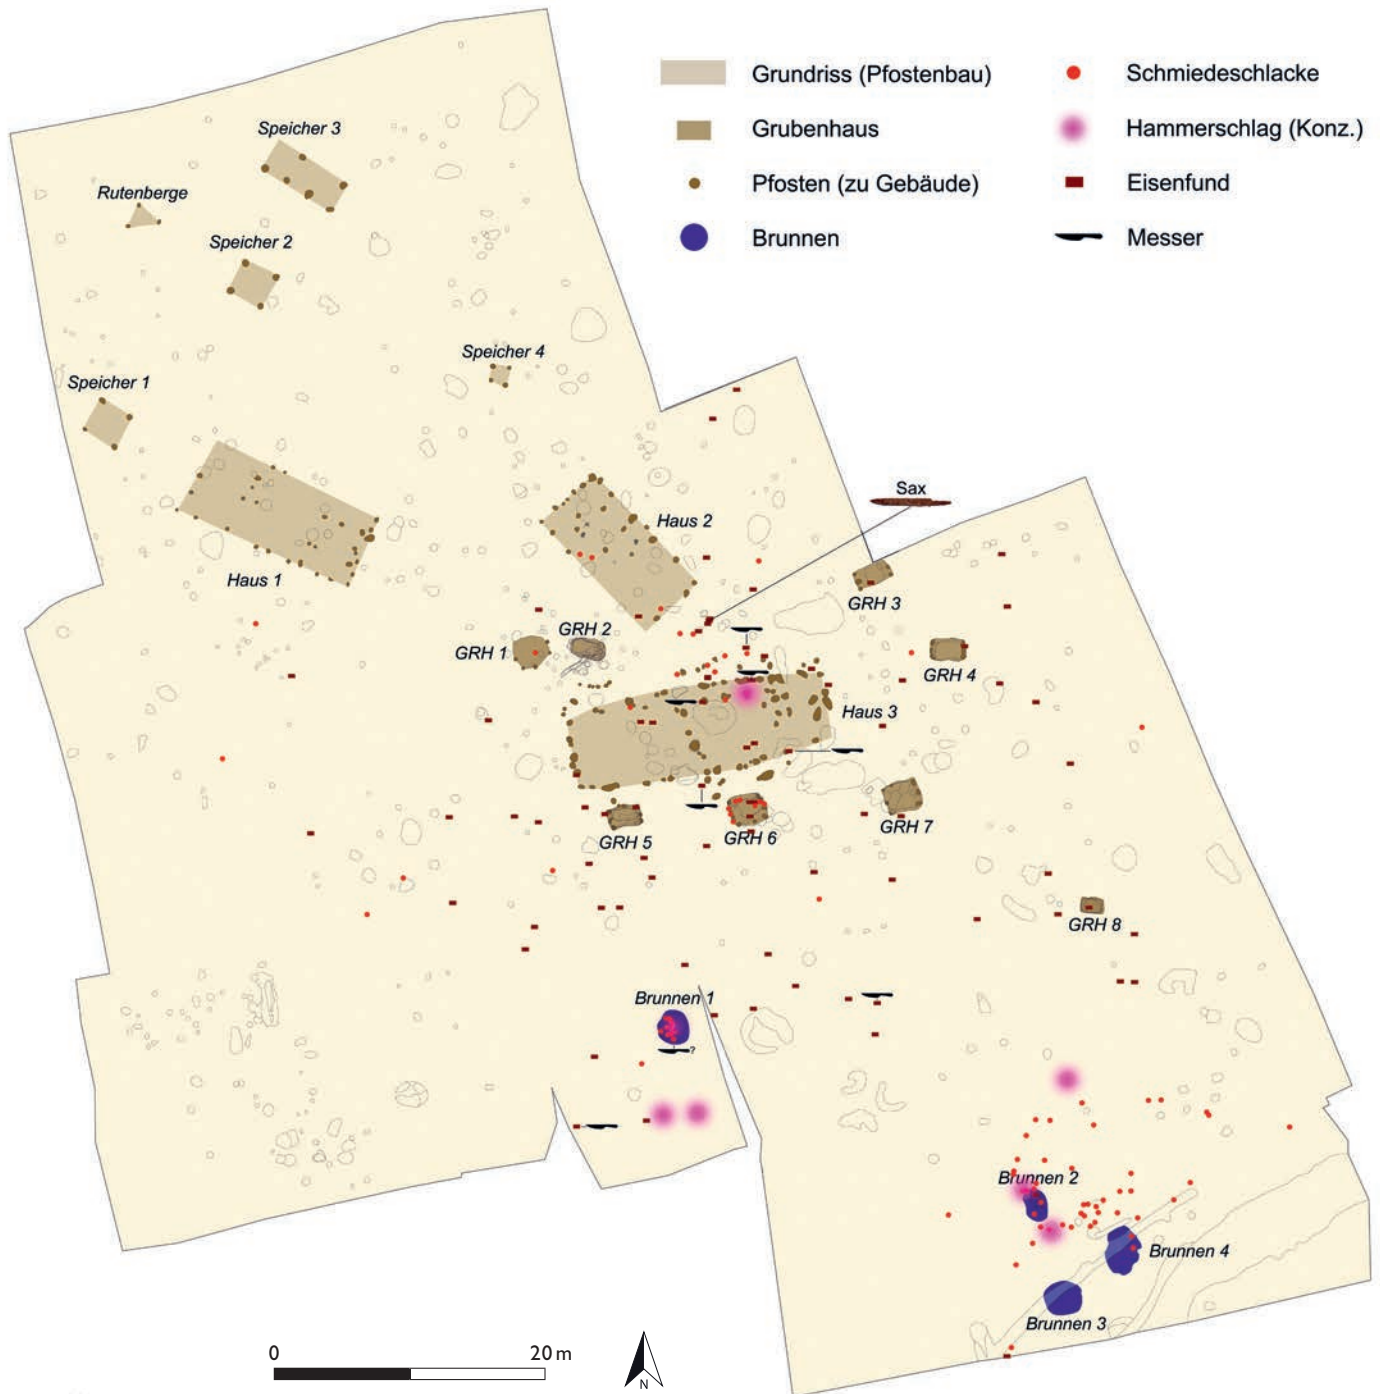 Grundriss (Pfostenbau)
Grubenhaus
Pfosten (zu Gebäude)
Brunnen
Schmiedeschlacke
Hammerschlag (Konz.)
Eisenfund
Messer
Speicher 3
Rutenberge
Speicher 2
Speicher 4
Speicher 1
Sax
Haus 2
Haus 1
GRH 3
GRH 2
GRH 1
GRH 4
Haus 3
GRH 5
GRH 6
GRH 7
GRH 8
Brunnen 1
?
Brunnen 2
Brunnen 4
Brunnen 3
0 20 m
N